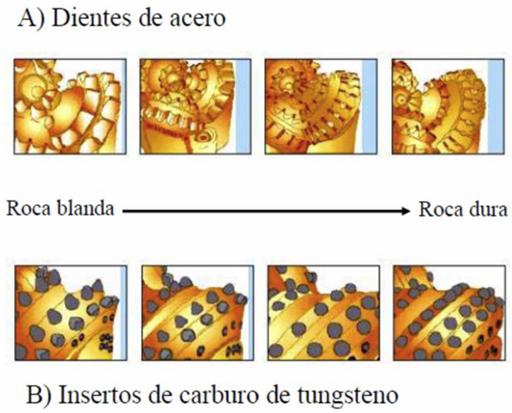 A) Dientes de acero
Roca blanda
Roca dura
B) Insertos de carburo de tungsteno